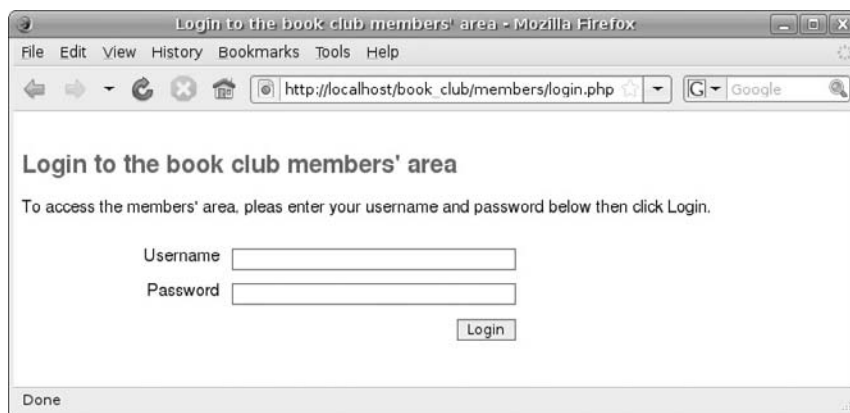 Login to the book club members' area - Mozilla Firefox
File Edit View History Bookmarks Tools Help
http://localhost/book_club/members/login.php G Google
Login to the book club members' area
To access the members' area, pleas enter your username and password below then click Login.
Username
Password
Login
Done